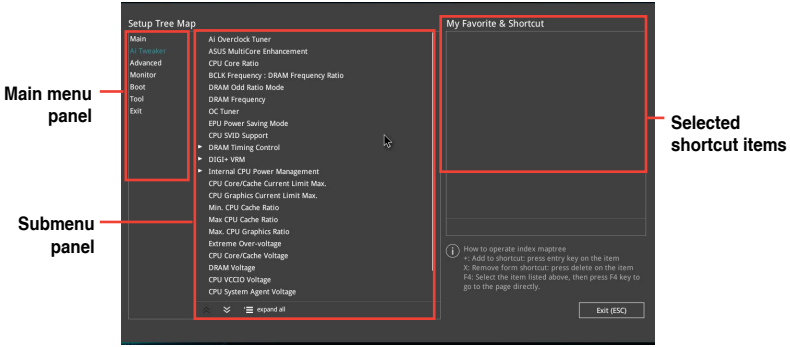 Setup Tree Map
Main
Ai Tweaker
Advanced
Monitor
Boot
Tool
Exit
Ai Overclock Tuner
ASUS MultiCore Enhancement
CPU Core Ratio
BCLK Frequency : DRAM Frequency Ratio
DRAM Odd Ratio Mode
DRAM Frequency
OC Tuner
EPU Power Saving Mode
CPU SVID Support
DRAM Timing Control
DIGI+ VRM
Internal CPU Power Management
CPU Core/Cache Current Limit Max.
CPU Graphics Current Limit Max.
Min. CPU Cache Ratio
Max CPU Cache Ratio
Max. CPU Graphics Ratio
Extreme Over-voltage
CPU Core/Cache Voltage
DRAM Voltage
CPU VCCIO Voltage
CPU System Agent Voltage
expand all
My Favorite & Shortcut
How to operate index maptree
+: Add to shortcut: press entry key on the item
X: Remove form shortcut: press delete on the item
F4: Select the item listed above, then press F4 key to
go to the page directly.
Exit (ESC)
Main menu
panel
Submenu
panel
Selected
shortcut items